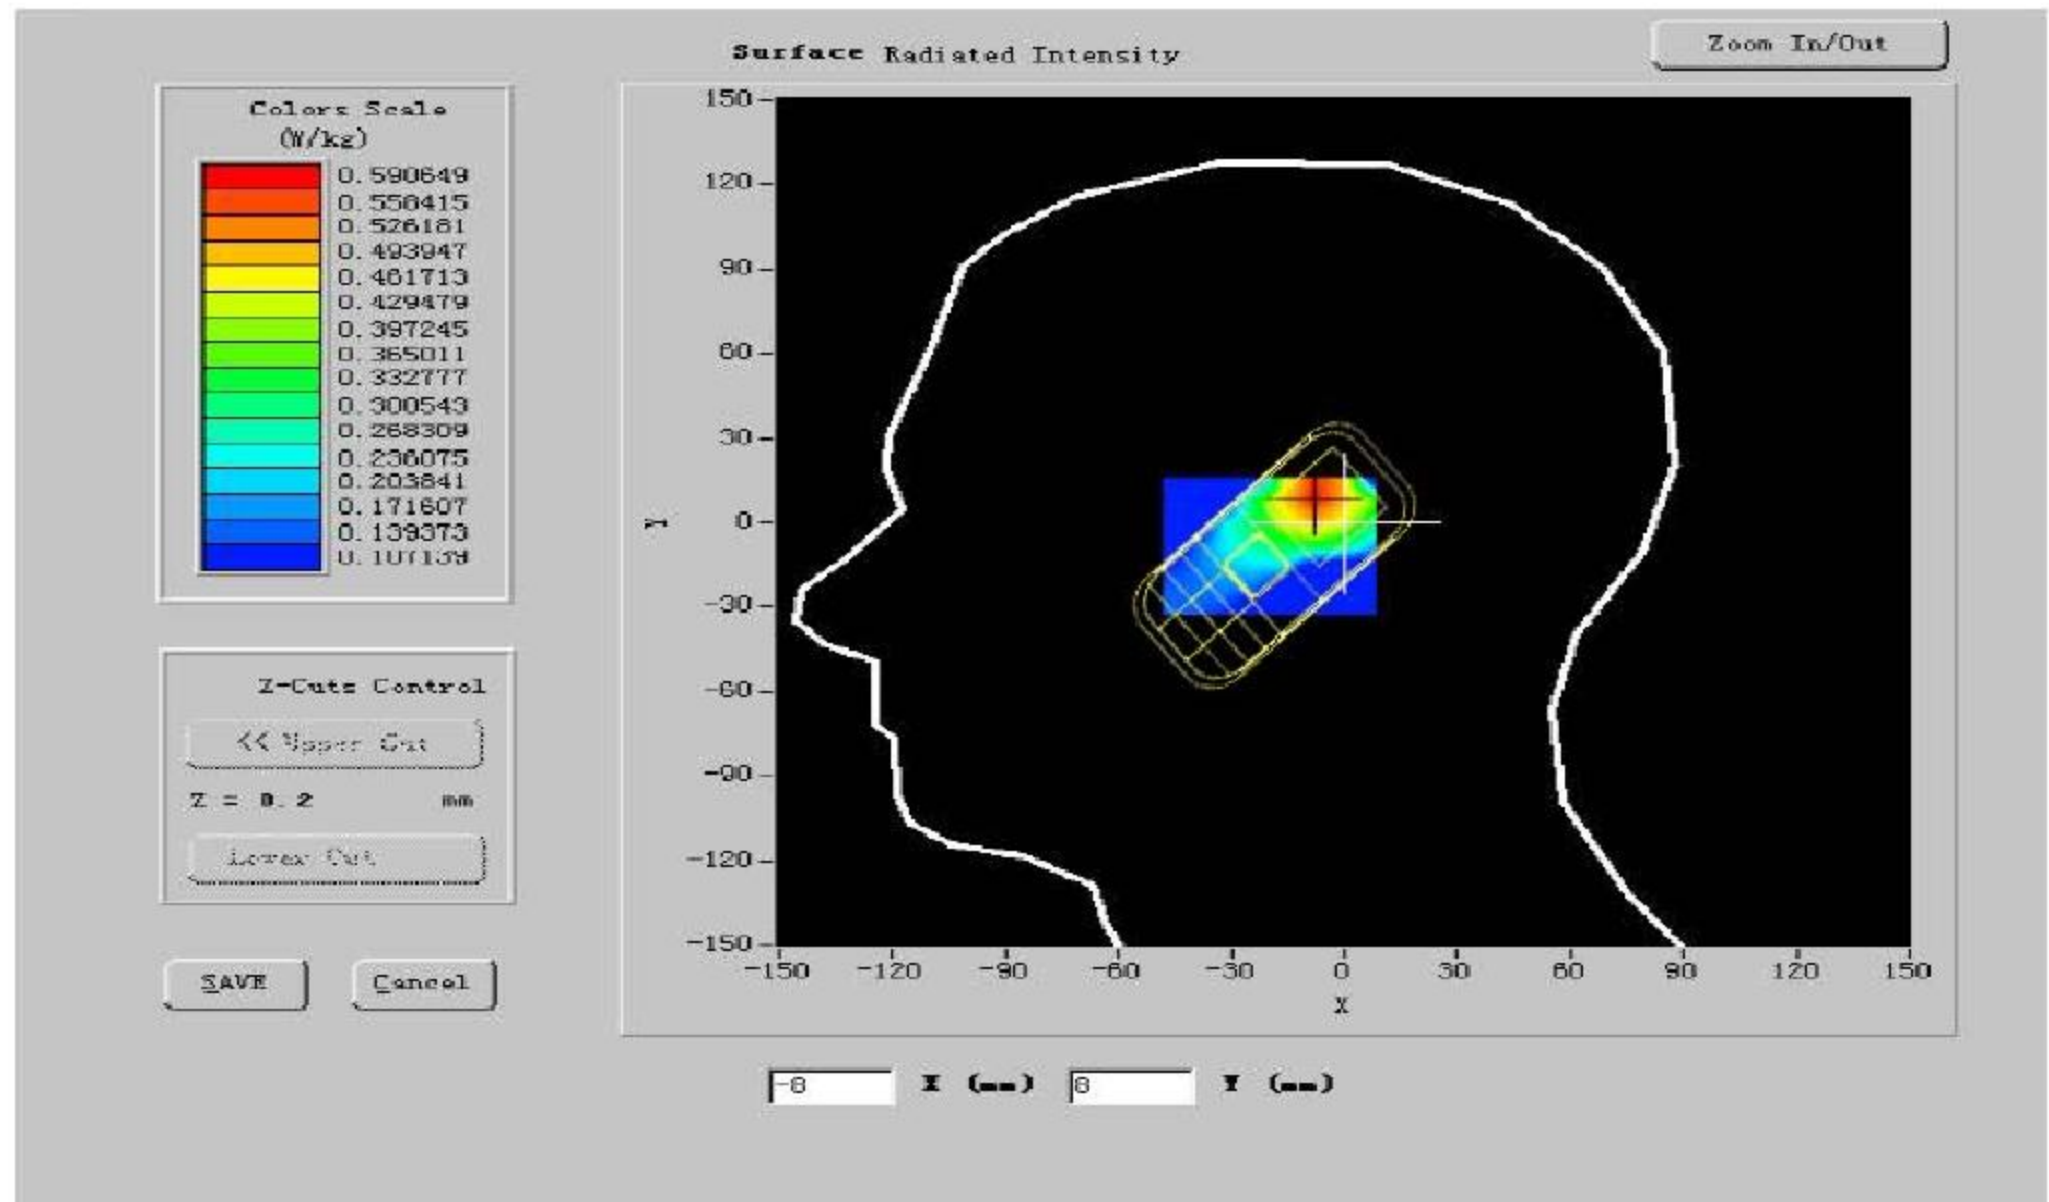 Surface Radiated Intensity
Zoom In/Out
Colors Scale
(W/kg)
0.590649
0.558415
0.526181
0.493947
0.461713
0.429479
0.397245
0.365011
0.332777
0.300543
0.268309
0.236075
0.203841
0.171607
0.139373
0.107139
Z-Cuts Control
<< Upper Cut
Z = 0.2 mm
Lower Cut
SAVE
Cancel
150
120
90
60
30
0
-30
-60
-90
-120
-150
Y
-150 -120 -90 -60 -30 0 30 60 90 120 150
X
-8 X (mm) 8 Y (mm)